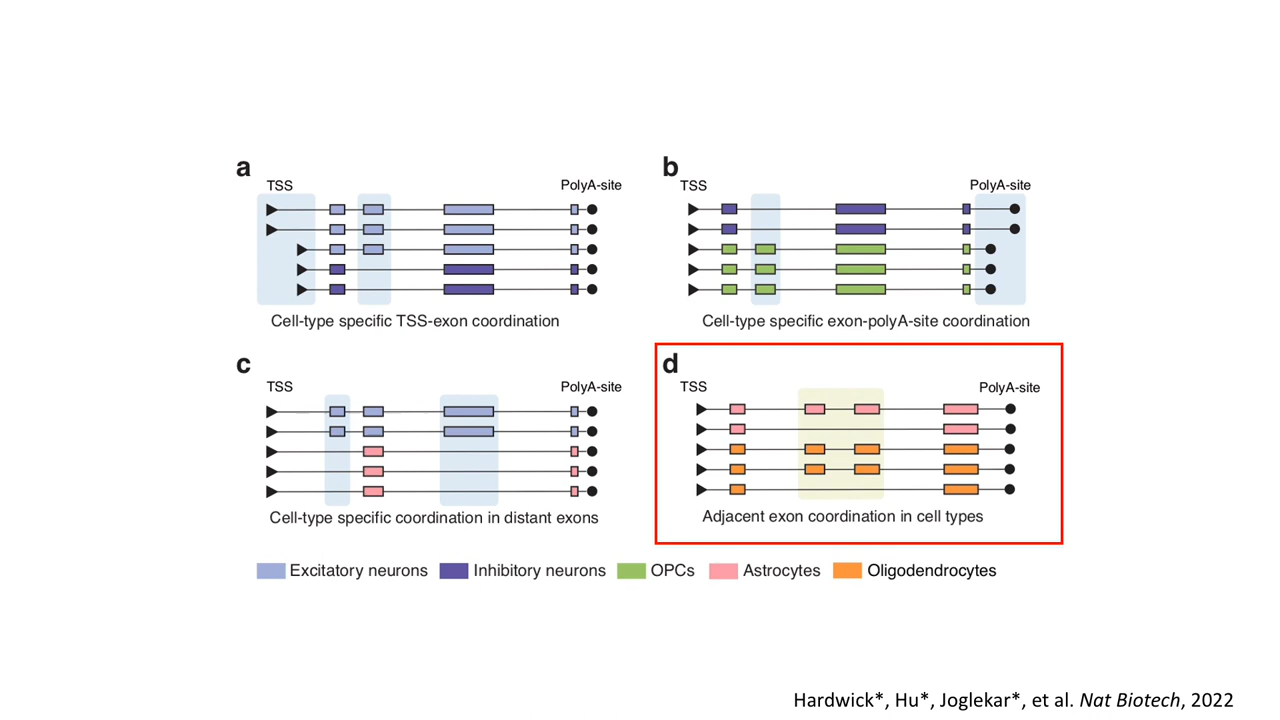 a
TSS
PolyA-site
Cell-type specific TSS-exon coordination
b
TSS
PolyA-site
Cell-type specific exon-polyA-site coordination
c
TSS
PolyA-site
Cell-type specific coordination in distant exons
d
TSS
PolyA-site
Adjacent exon coordination in cell types
Excitatory neurons Inhibitory neurons OPCs Astrocytes Oligodendrocytes
Hardwick*, Hu*, Joglekar*, et al. Nat Biotech, 2022